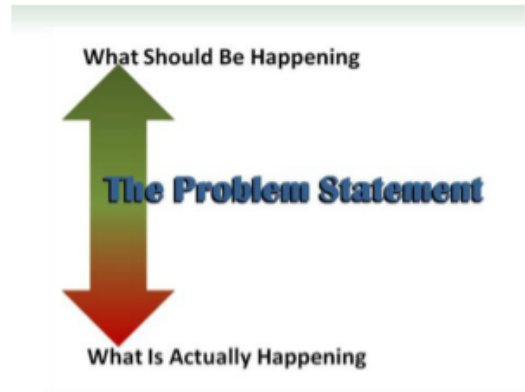 What Should Be Happening
The Problem Statement
What Is Actually Happening